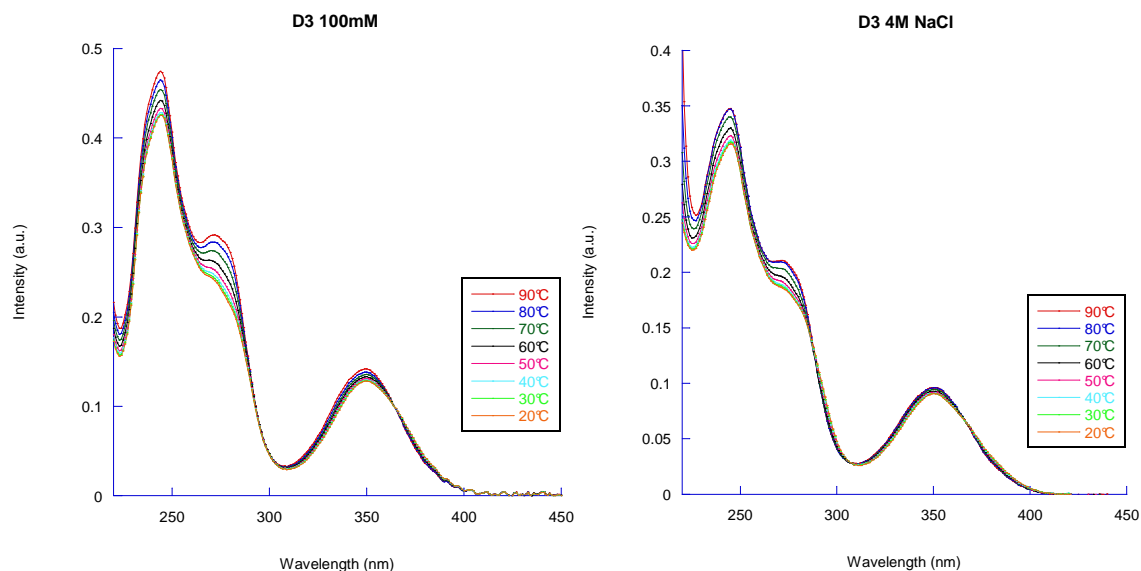 D3 100mM
0.5
0.4
0.3
0.2
0.1
0
250
300
350
400
450
Intensity (a.u.)
Wavelength (nm)
90°C
80°C
70°C
60°C
50°C
40°C
30°C
20°C
D3 4M NaCl
0.4
0.35
0.3
0.25
0.2
0.15
0.1
0.05
0
250
300
350
400
450
Intensity (a.u.)
Wavelength (nm)
90°C
80°C
70°C
60°C
50°C
40°C
30°C
20°C